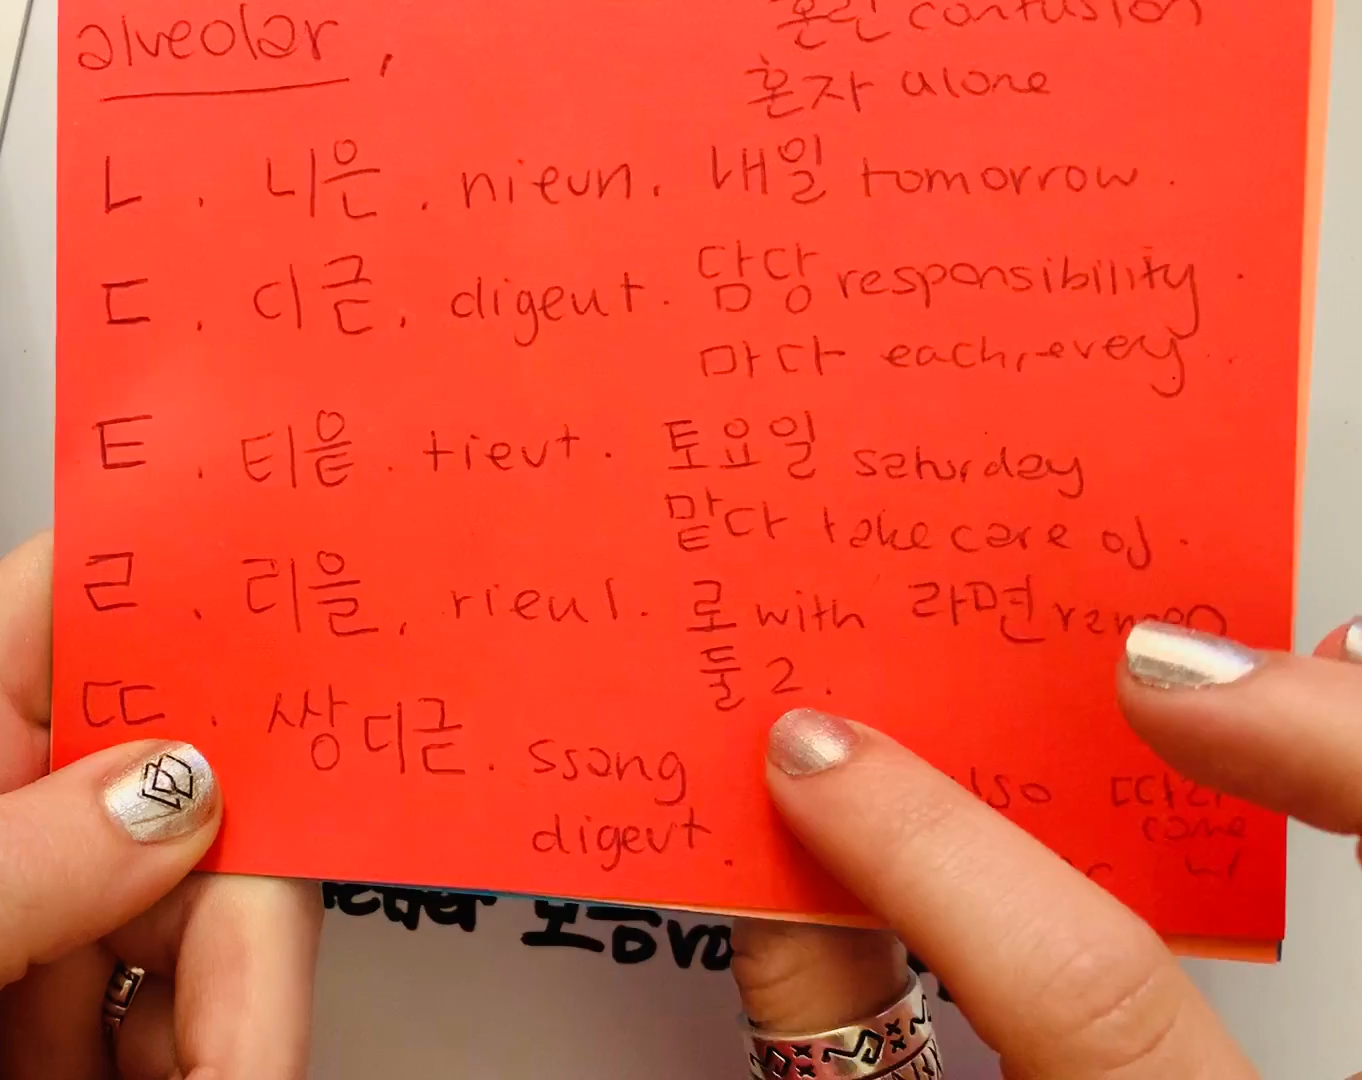 혼란 confusion
alveolar,
혼자 alone
ㄴ. 니은. nieun. 내일 tomorrow.
ㄷ. 디귿. digeut. 담당 responsibility.
마다 each, every.
ㅌ. 티읕. tieut. 토요일 saturday
맡다 take care of.
ㄹ. 리을. rieul. 로 with 라면 ramen
둘 2.
ㄸ. 쌍디귿. ssang
digeut.